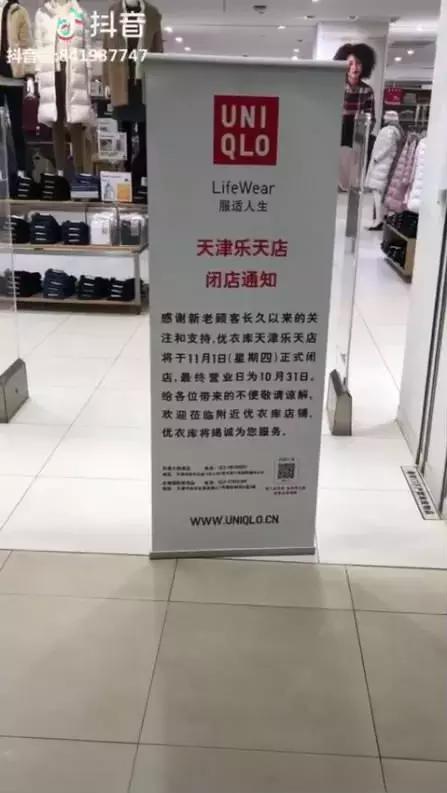 抖音
抖音号:841937747
UNI
QLO
LifeWear
服适人生
天津乐天店
闭店通知
感谢新老顾客长久以来的关
注和支持,优衣库天津乐天店
将于11月1日(星期四)正式闭
店,最终营业日为10月31日。
给各位带来的不便敬请谅解。
欢迎莅临附近优衣库店铺,
优衣库将竭诚为您服务。
WWW.UNIQLO.CN